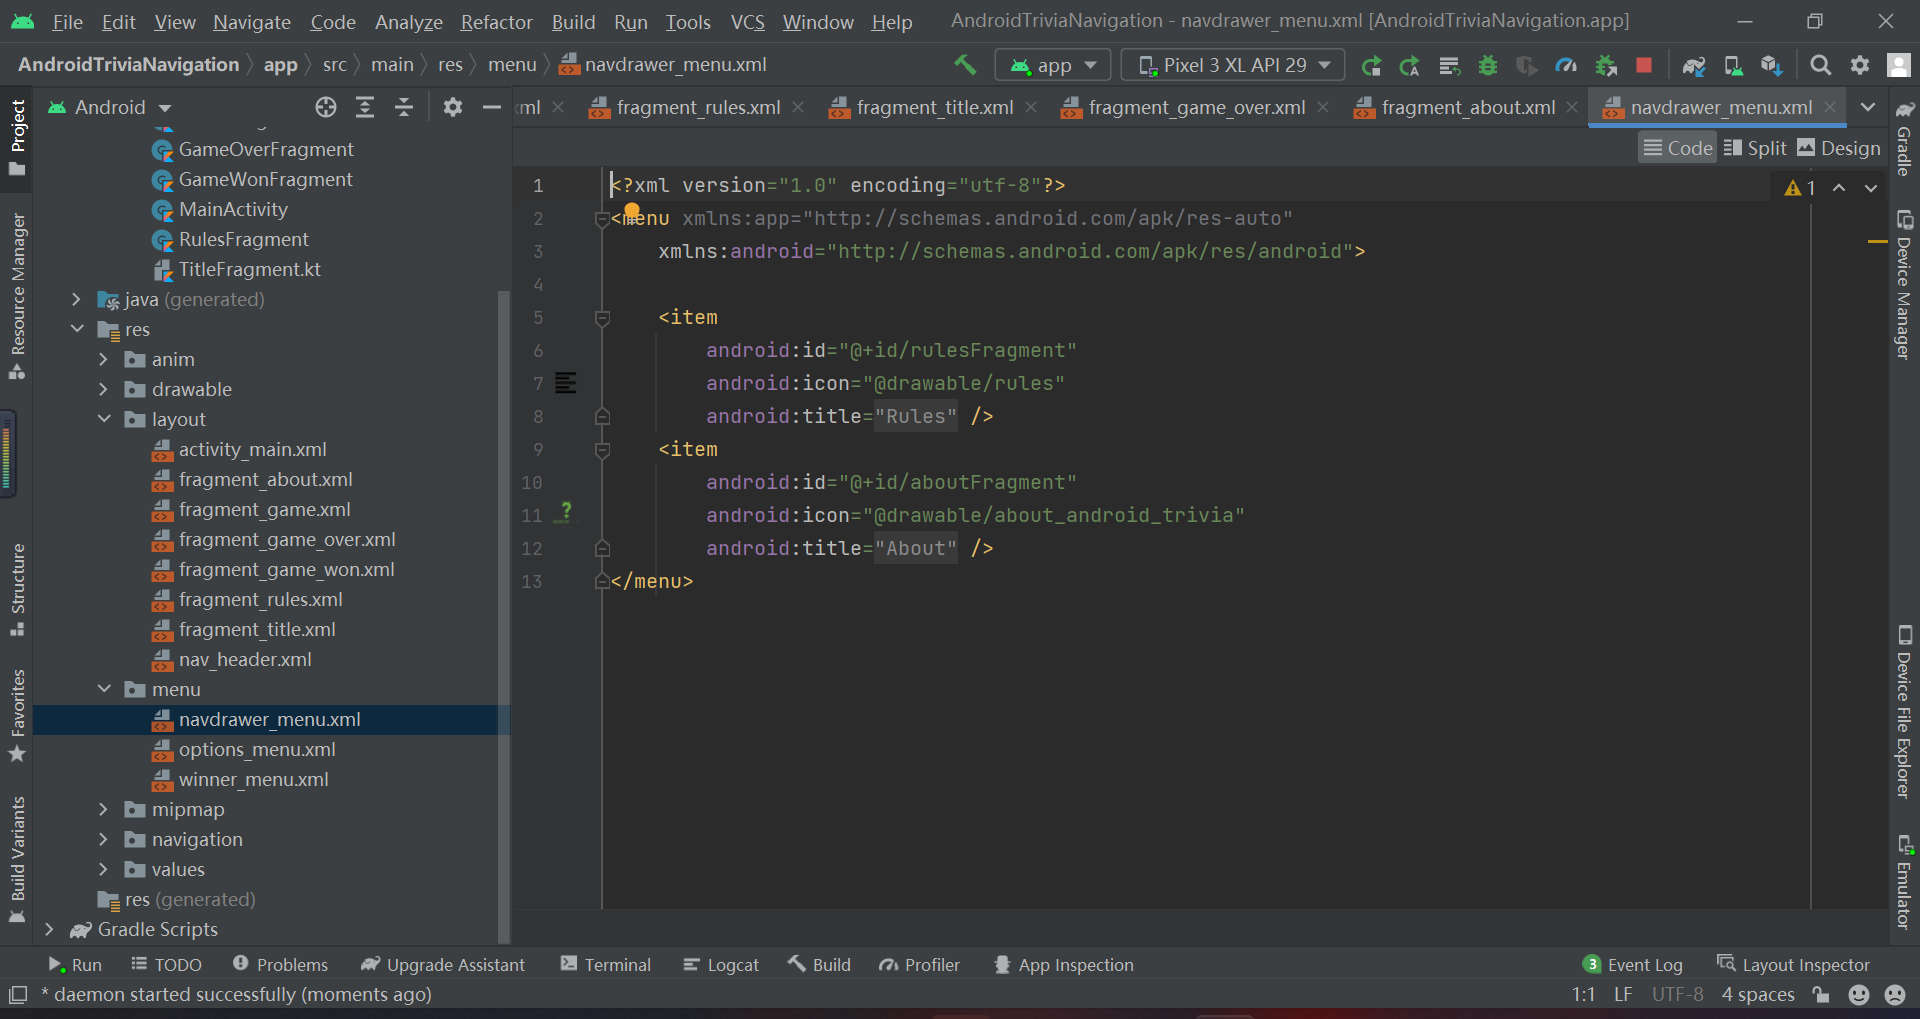 File Edit View Navigate Code Analyze Refactor Build Run Tools VCS Window Help AndroidTriviaNavigation - navdrawer_menu.xml [AndroidTriviaNavigation.app]
AndroidTriviaNavigation app src main res menu navdrawer_menu.xml app Pixel 3 XL API 29
Android
xml fragment_rules.xml fragment_title.xml fragment_game_over.xml fragment_about.xml navdrawer_menu.xml
Code Split Design
Project
Resource Manager
Structure
Favorites
Build Variants
GameOverFragment
GameWonFragment
MainActivity
RulesFragment
TitleFragment.kt
java (generated)
res
anim
drawable
layout
activity_main.xml
fragment_about.xml
fragment_game.xml
fragment_game_over.xml
fragment_game_won.xml
fragment_rules.xml
fragment_title.xml
nav_header.xml
menu
navdrawer_menu.xml
options_menu.xml
winner_menu.xml
mipmap
navigation
values
res (generated)
Gradle Scripts
1 <?xml version="1.0" encoding="utf-8"?>
2 <menu xmlns:app="http://schemas.android.com/apk/res-auto"
3 xmlns:android="http://schemas.android.com/apk/res/android">
4
5 <item
6 android:id="@+id/rulesFragment"
7 android:icon="@drawable/rules"
8 android:title="Rules" />
9 <item
10 android:id="@+id/aboutFragment"
11 android:icon="@drawable/about_android_trivia"
12 android:title="About" />
13 </menu>
1
Gradle
Device Manager
Device File Explorer
Emulator
Run TODO Problems Upgrade Assistant Terminal Logcat Build Profiler App Inspection 3 Event Log Layout Inspector
* daemon started successfully (moments ago) 1:1 LF UTF-8 4 spaces